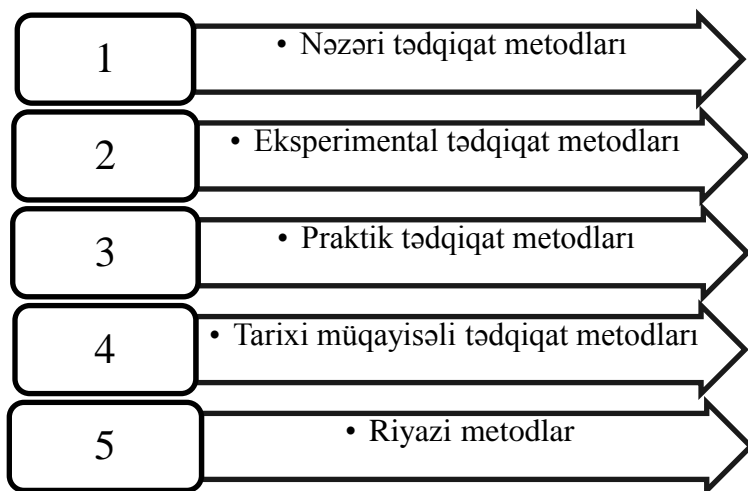 1
• Nəzəri tədqiqat metodları
2
• Eksperimental tədqiqat metodları
3
• Praktik tədqiqat metodları
4
• Tarixi müqayisəli tədqiqat metodları
5
• Riyazi metodlar